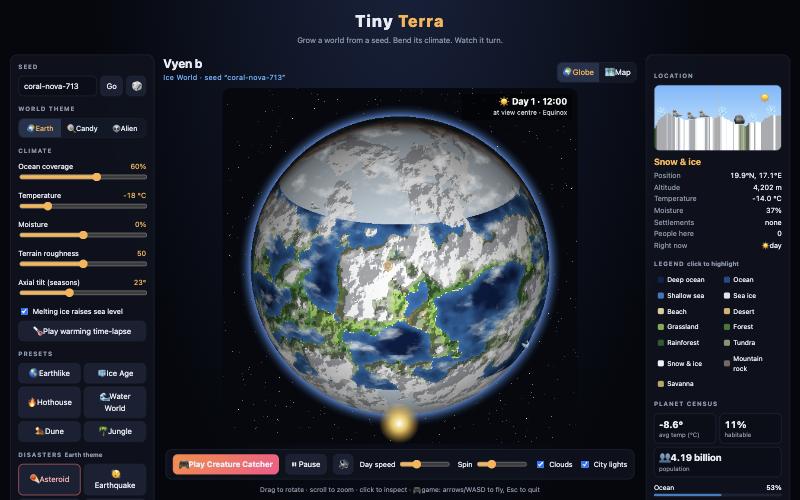 Tiny Terra
Grow a world from a seed. Bend its climate. Watch it turn.
SEED
coral-nova-713 Go
WORLD THEME
Earth Candy Alien
CLIMATE
Ocean coverage 60%
Temperature -18 °C
Moisture 0%
Terrain roughness 50
Axial tilt (seasons) 23°
Melting ice raises sea level
Play warming time-lapse
PRESETS
Earthlike Ice Age
Hothouse Water World
Dune Jungle
DISASTERS Earth theme
Asteroid Earthquake
Vyen b
Ice World · seed “coral-nova-713”
Globe Map
Day 1 · 12:00
at view centre · Equinox
Play Creature Catcher Pause Day speed Spin Clouds City lights
Drag to rotate · scroll to zoom · click to inspect · game: arrows/WASD to fly, Esc to quit
LOCATION
Snow & ice
Position 19.9°N, 17.1°E
Altitude 4,202 m
Temperature -14.0 °C
Moisture 37%
Settlements none
People here 0
Right now day
LEGEND click to highlight
Deep ocean Ocean
Shallow sea Sea ice
Beach Desert
Grassland Forest
Rainforest Tundra
Snow & ice Mountain rock
Savanna
PLANET CENSUS
-8.6° 11%
avg temp (°C) habitable
4.19 billion
population
Ocean 53%